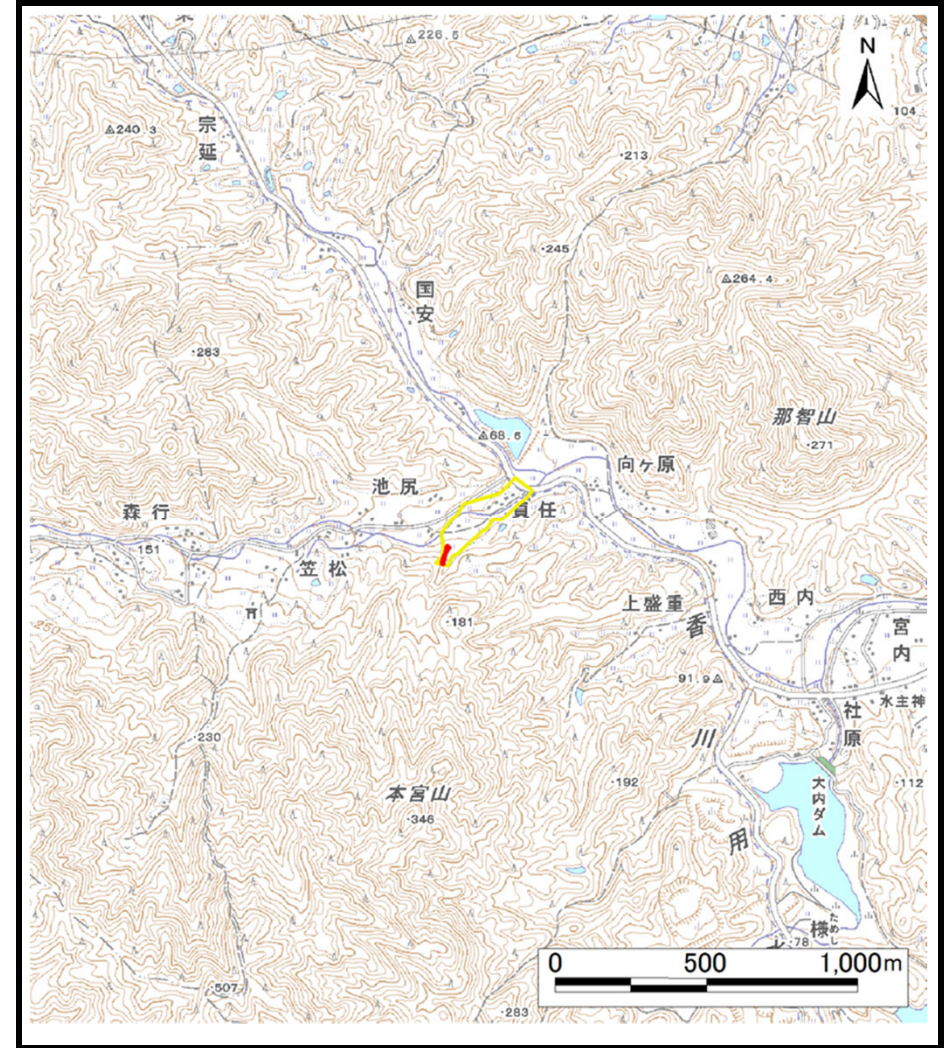 226.5
N
104
240.3
宗延
213
245
国安
264.4
283
那智山
271
68.5
向ヶ原
池尻
貞任
森行
151
笠松
西内
上盛重
宮内
181
香用川
91.9
水主神
社原
230
大内ダム
192
112
本宮山
346
様
ためし
78
507
283
0 500 1,000m